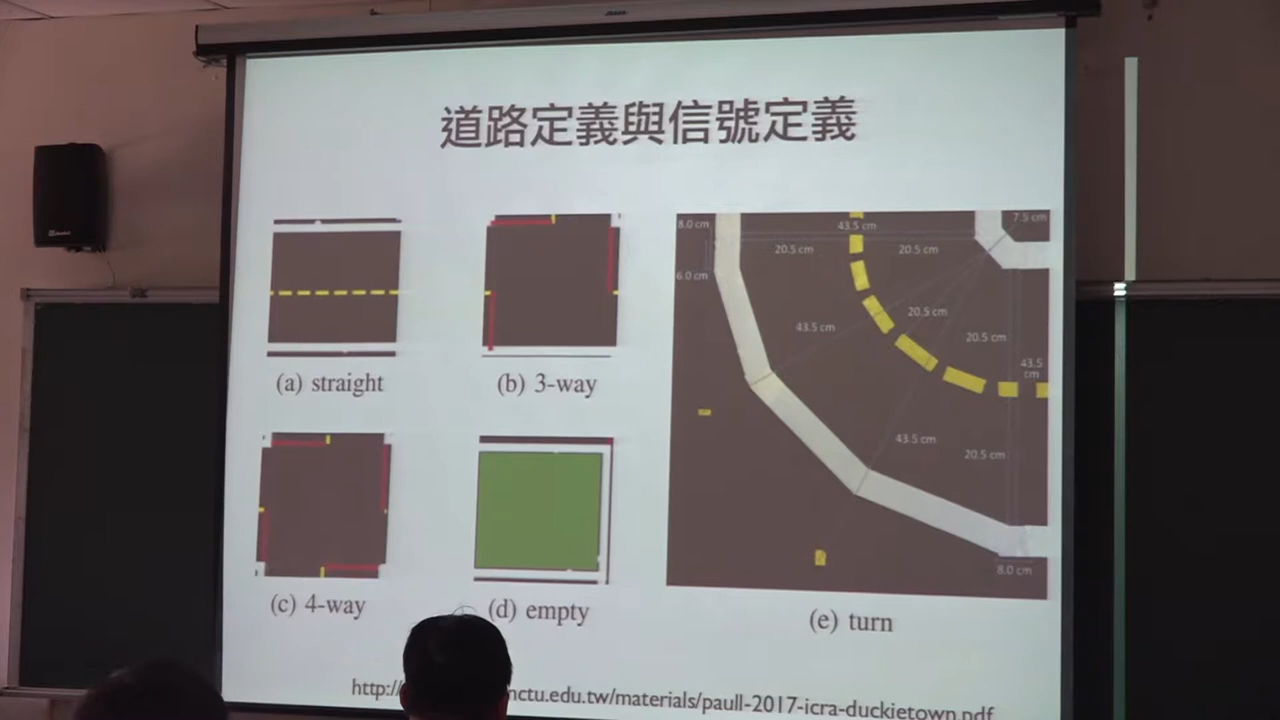 道路定義與信號定義
(a) straight
(b) 3-way
(c) 4-way
(d) empty
8.0 cm
43.5 cm
7.5 cm
20.5 cm
20.5 cm
6.0 cm
20.5 cm
43.5 cm
20.5 cm
43.5 cm
43.5 cm
20.5 cm
8.0 cm
(e) turn
http:/ nctu.edu.tw/materials/paull-2017-icra-duckietown.pdf